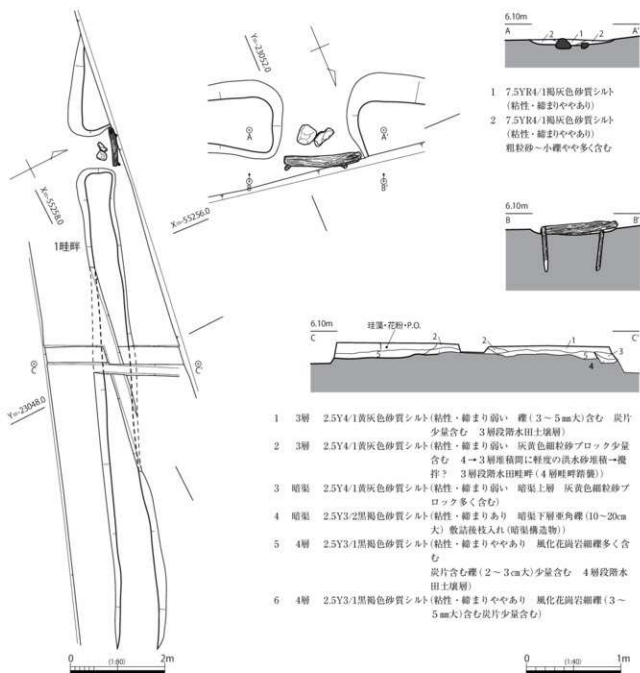 Y=-23052.0
X=-55258.0
1畦畔
Y=-23048.0
C
C'
A
A'
B
B'
X=-55256.0
0 (1:60) 2m
6.10m
A A'
2 1 2
1 7.5YR4/1褐灰色砂質シルト
(粘性・締まりややあり)
2 7.5YR4/1褐灰色砂質シルト
(粘性・締まりややあり)
粗粒砂～小礫やや多く含む
6.10m
B B'
6.10m
C C'
珪藻・花粉・P.O.
1 2 2 1 3
5 5 4
1 3層 2.5Y4/1黄灰色砂質シルト(粘性・締まり弱い 礫(3～5㎜大)含む 炭片
少量含む 3層段階水田土壌層)
2 3層 2.5Y4/1黄灰色砂質シルト(粘性・締まり弱い 灰黄色細粒砂ブロック少量
含む 4→3層堆積間に軽度の洪水砂堆積→攪
拌？ 3層段階水田畦畔(4層畦畔踏襲))
3 暗渠 2.5Y4/1黄灰色砂質シルト(粘性・締まり弱い 暗渠上層 灰黄色細粒砂ブ
ロック多く含む)
4 暗渠 2.5Y3/2黒褐色砂質シルト(粘性・締まりあり 暗渠下層亜角礫(10～20㎝
大)敷詰後枝入れ(暗渠構造物))
5 4層 2.5Y3/1黒褐色砂質シルト(粘性・締まりややあり 風化花崗岩細礫多く含
む
炭片含む礫(2～3㎝大)少量含む 4層段階水
田土壌層)
6 4層 2.5Y3/1黒褐色砂質シルト(粘性・締まりややあり 風化花崗岩細礫(3～
5㎜大)含む炭片少量含む)
0 (1:40) 1m